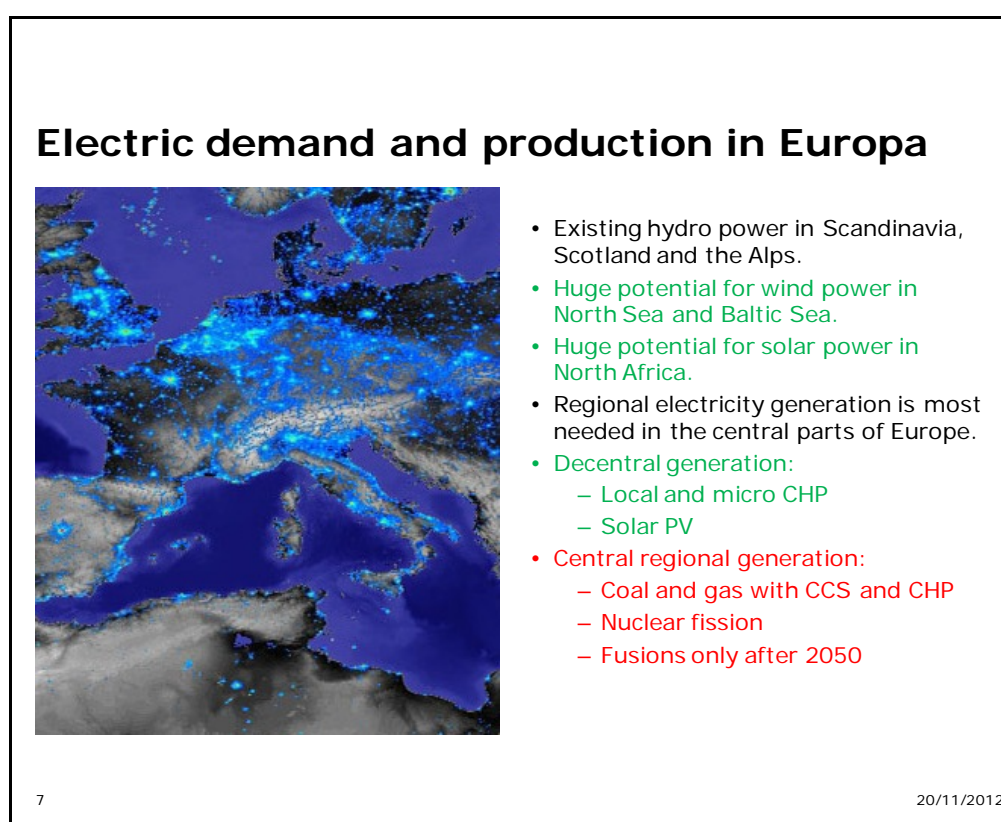 Electric demand and production in Europa
• Existing hydro power in Scandinavia,
Scotland and the Alps.
• Huge potential for wind power in
North Sea and Baltic Sea.
• Huge potential for solar power in
North Africa.
• Regional electricity generation is most
needed in the central parts of Europe.
• Decentral generation:
– Local and micro CHP
– Solar PV
• Central regional generation:
– Coal and gas with CCS and CHP
– Nuclear fission
– Fusions only after 2050
7
20/11/2012